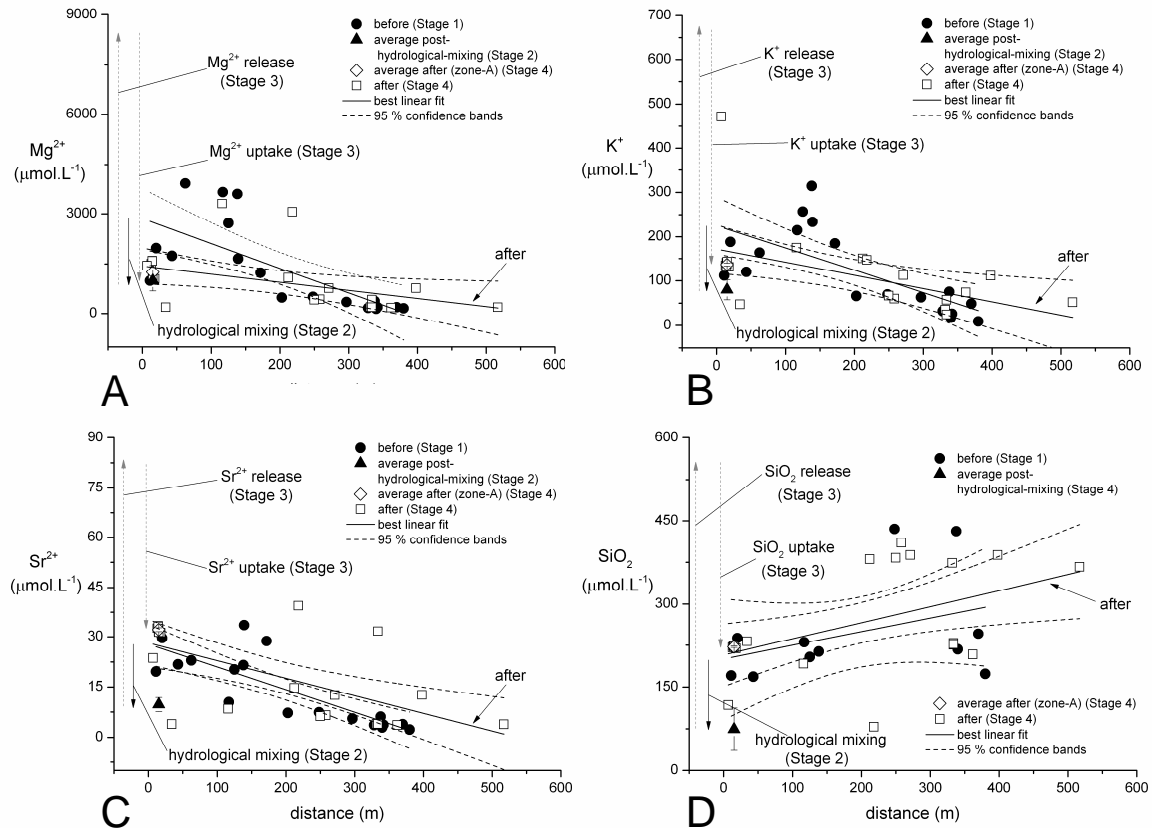 9000
6000
3000
0
Mg2+
(μmol.L-1)
Mg2+ release
(Stage 3)
Mg2+ uptake (Stage 3)
before (Stage 1)
average post-
hydrological-mixing (Stage 2)
average after (zone-A) (Stage 4)
after (Stage 4)
best linear fit
95 % confidence bands
after
hydrological mixing (Stage 2)
0 100 200 300 400 500 600
A
700
600
500
400
300
200
100
0
K+
(μmol.L-1)
K+ release
(Stage 3)
K+ uptake (Stage 3)
before (Stage 1)
average post-
hydrological-mixing (Stage 2)
average after (zone-A) (Stage 4)
after (Stage 4)
best linear fit
95 % confidence bands
after
hydrological mixing (Stage 2)
0 100 200 300 400 500 600
B
90
75
60
45
30
15
0
Sr2+
(μmol.L-1)
Sr2+ release
(Stage 3)
Sr2+ uptake (Stage 3)
before (Stage 1)
average post-
hydrological-mixing (Stage 2)
average after (zone-A) (Stage 4)
after (Stage 4)
best linear fit
95 % confidence bands
after
hydrological mixing (Stage 2)
0 100 200 300 400 500 600
C
distance (m)
600
450
300
150
0
SiO2
(μmol.L-1)
SiO2 release
(Stage 3)
SiO2 uptake
(Stage 3)
before (Stage 1)
average post-
hydrological-mixing (Stage 4)
after
average after (zone-A) (Stage 4)
after (Stage 4)
best linear fit
95 % confidence bands
hydrological mixing
(Stage 2)
0 100 200 300 400 500 600
D
distance (m)